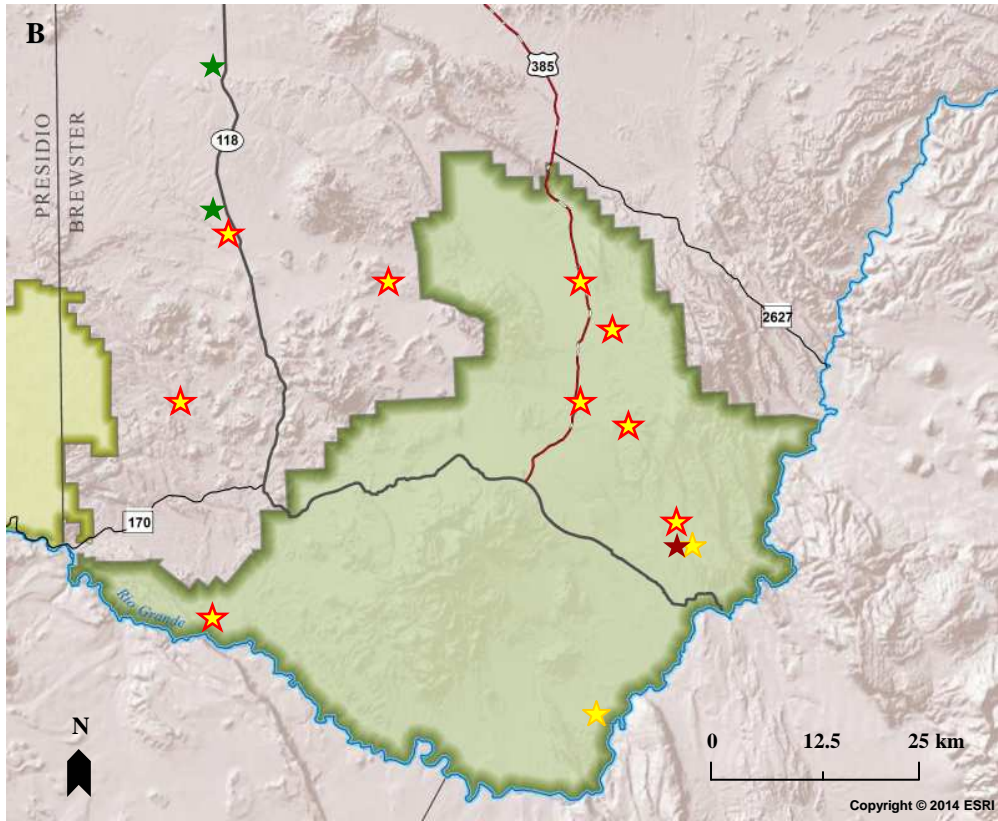 B
385
118
PRESIDIO
BREWSTER
2627
170
Rio Grande
N
0 12.5 25 km
Copyright © 2014 ESRI